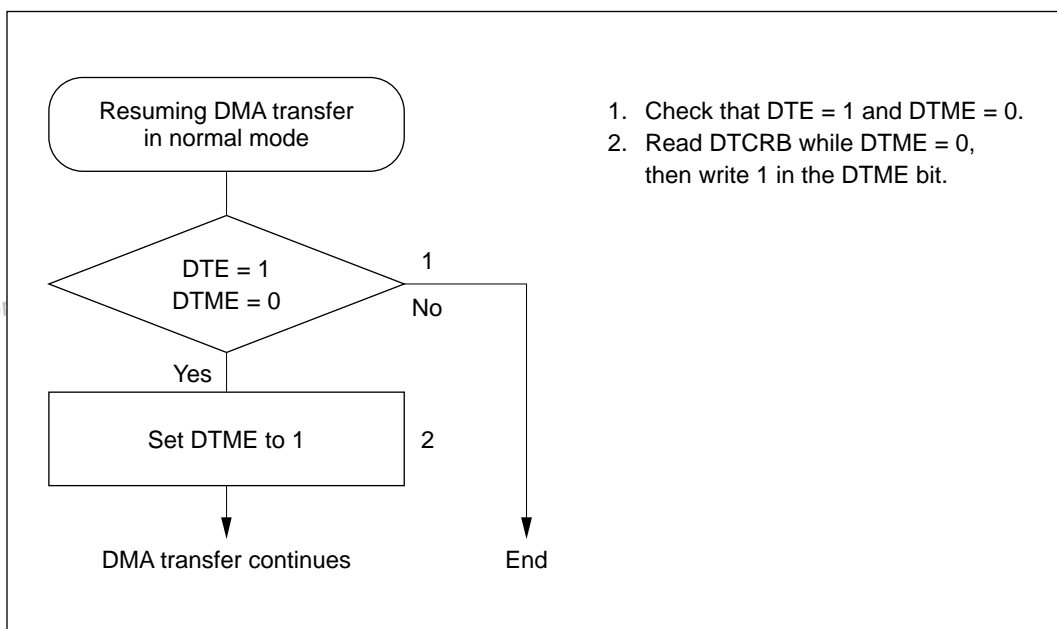 Resuming DMA transfer
in normal mode
1. Check that DTE = 1 and DTME = 0.
2. Read DTCRB while DTME = 0,
then write 1 in the DTME bit.
DTE = 1
DTME = 0
1
No
Yes
Set DTME to 1
2
DMA transfer continues
End